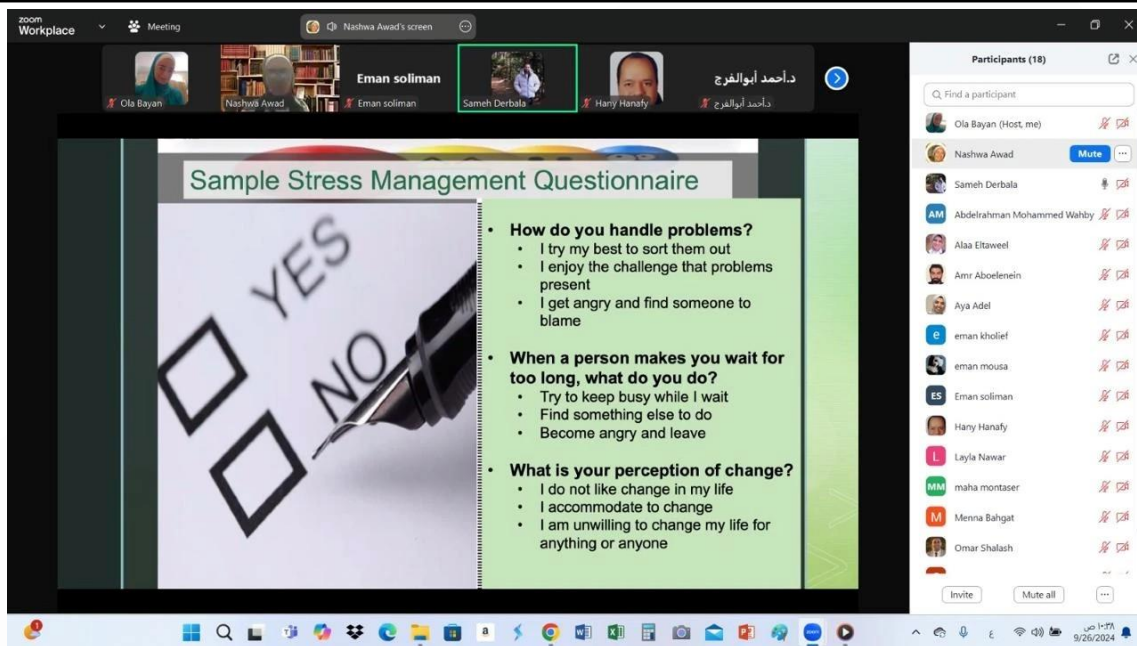 zoom
Workplace
Meeting
Nashwa Awad's screen
Eman soliman
د.أحمد أبوالفرج
Ola Bayan
Nashwa Awad
Eman soliman
Sameh Derbala
Hany Hanafy
د.أحمد أبوالفرج
Sample Stress Management Questionnaire
YES
NO
• How do you handle problems?
• I try my best to sort them out
• I enjoy the challenge that problems
present
• I get angry and find someone to
blame
• When a person makes you wait for
too long, what do you do?
• Try to keep busy while I wait
• Find something else to do
• Become angry and leave
• What is your perception of change?
• I do not like change in my life
• I accommodate to change
• I am unwilling to change my life for
anything or anyone
Participants (18)
Find a participant
Ola Bayan (Host, me)
Nashwa Awad
Mute
Sameh Derbala
AM Abdelrahman Mohammed Wahby
Alaa Eltaweel
Amr Aboelenein
Aya Adel
e eman kholief
eman mousa
ES Eman soliman
Hany Hanafy
L Layla Nawar
MM maha montaser
M Menna Bahgat
Omar Shalash
Invite
Mute all
ع
١٠:٣٨ ص
9/26/2024